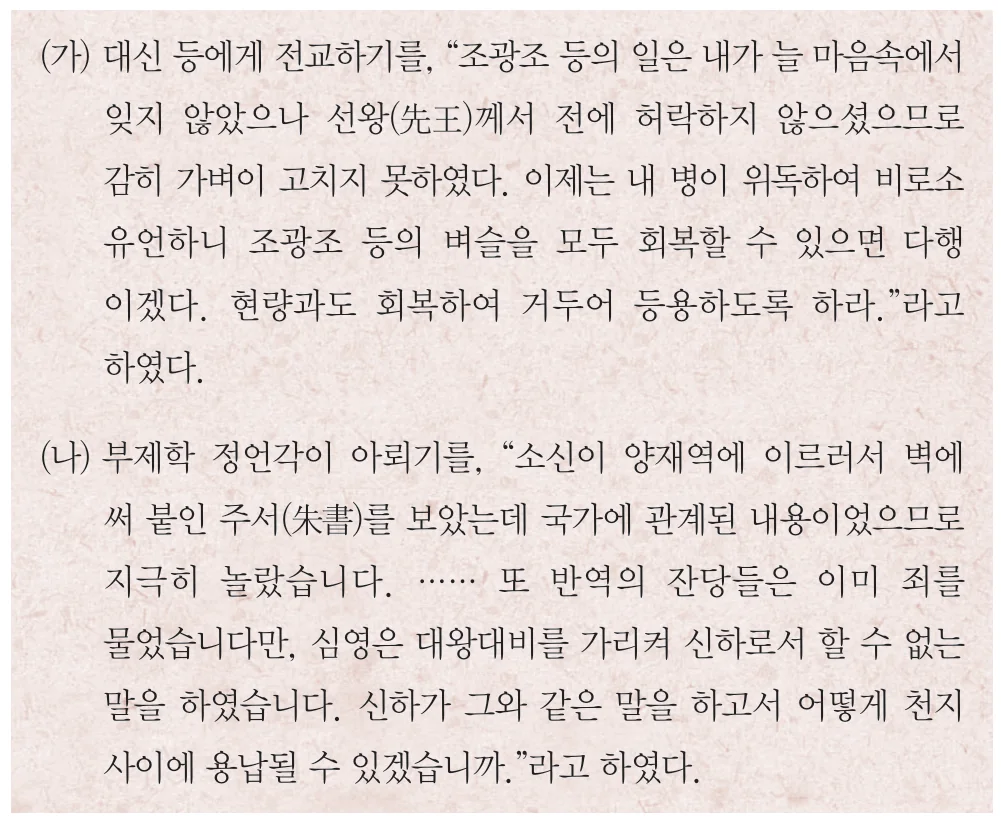 (가) 대신 등에게 전교하기를, “조광조 등의 일은 내가 늘 마음속에서
잊지 않았으나 선왕(先王)께서 전에 허락하지 않으셨으므로
감히 가벼이 고치지 못하였다. 이제는 내 병이 위독하여 비로소
유언하니 조광조 등의 벼슬을 모두 회복할 수 있으면 다행
이겠다. 현량과도 회복하여 거두어 등용하도록 하라.”라고
하였다.
(나) 부제학 정언각이 아뢰기를, “소신이 양재역에 이르러서 벽에
써 붙인 주서(朱書)를 보았는데 국가에 관계된 내용이었으므로
지극히 놀랐습니다. …… 또 반역의 잔당들은 이미 죄를
물었습니다만, 심영은 대왕대비를 가리켜 신하로서 할 수 없는
말을 하였습니다. 신하가 그와 같은 말을 하고서 어떻게 천지
사이에 용납될 수 있겠습니까.”라고 하였다.